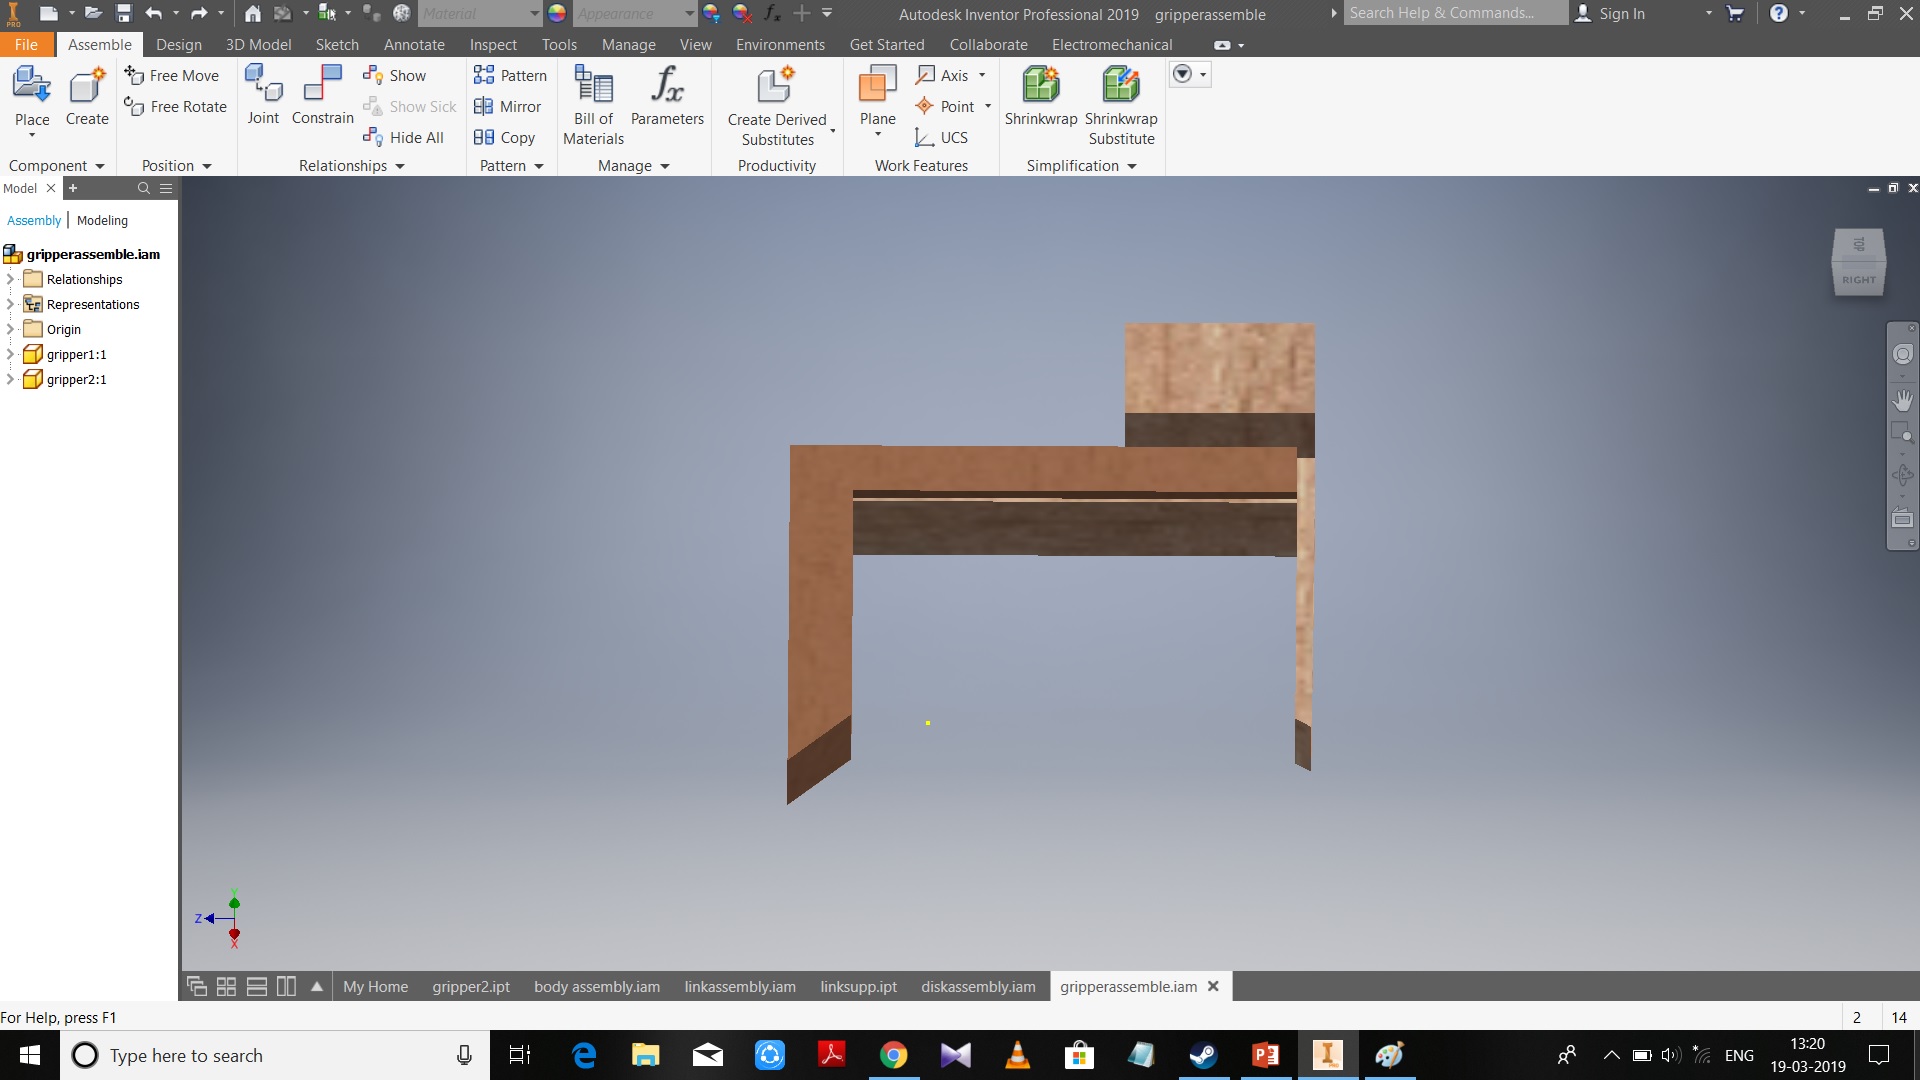 Material
Appearance
Autodesk Inventor Professional 2019 gripperassemble
Search Help & Commands...
Sign In
PRO
File Assemble Design 3D Model Sketch Annotate Inspect Tools Manage View Environments Get Started Collaborate Electromechanical
Place
Create
Component
Free Move
Free Rotate
Position
Joint
Constrain
Show
Show Sick
Hide All
Relationships
Pattern
Mirror
Copy
Pattern
Bill of
Materials
Parameters
Manage
Create Derived
Substitutes
Productivity
Plane
Axis
Point
UCS
Work Features
Shrinkwrap
Shrinkwrap
Substitute
Simplification
Model
Assembly | Modeling
gripperassemble.iam
Relationships
Representations
Origin
gripper1:1
gripper2:1
TOP
RIGHT
Y
Z
X
My Home gripper2.ipt body assembly.iam linkassembly.iam linksupp.ipt diskassembly.iam gripperassemble.iam
For Help, press F1
2 14
Type here to search
ENG
13:20
19-03-2019